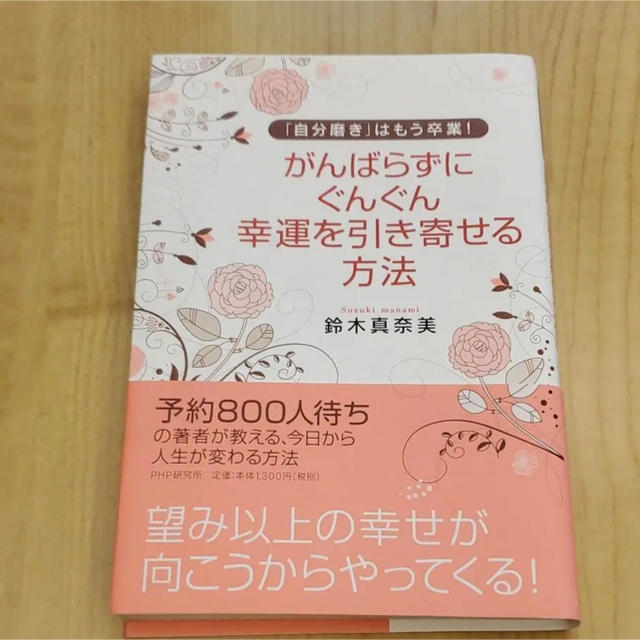 「自分磨き」はもう卒業！
がんばらずに
ぐんぐん
幸運を引き寄せる
方法
Suzuki manami
鈴木真奈美
予約800人待ち
の著者が教える、今日から
人生が変わる方法
PHP研究所　定価:本体1,300円(税別)
望み以上の幸せが
向こうからやってくる！